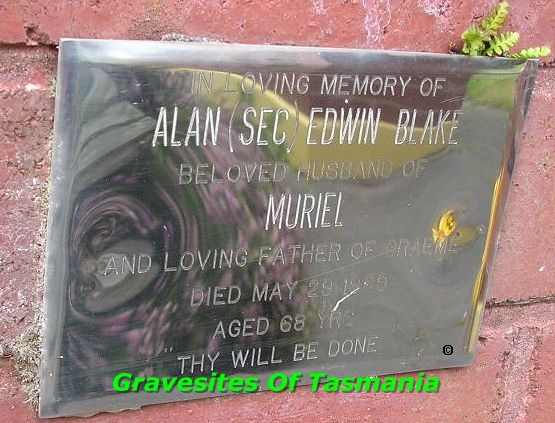 IN LOVING MEMORY OF
ALAN (SEC) EDWIN BLAKE
BELOVED HUSBAND OF
MURIEL
AND LOVING FATHER OF GRAEME
DIED MAY 29
AGED 68 YRS
"THY WILL BE DONE
©
Gravesites Of Tasmania